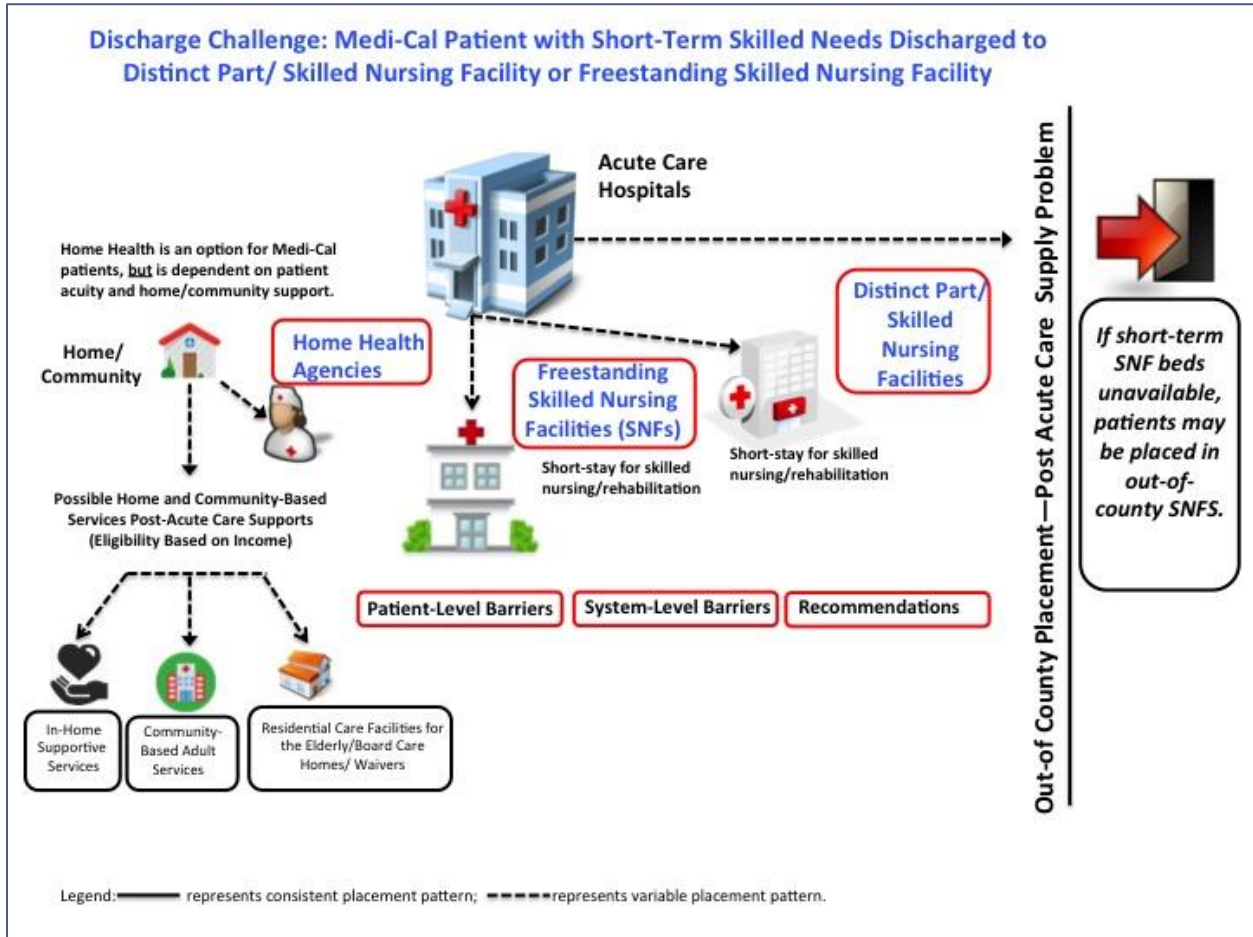 Discharge Challenge: Medi-Cal Patient with Short-Term Skilled Needs Discharged to
Distinct Part/ Skilled Nursing Facility or Freestanding Skilled Nursing Facility
Acute Care
Hospitals
Home Health is an option for Medi-Cal
patients, but is dependent on patient
acuity and home/community support.
Home/
Community
Home Health
Agencies
Freestanding
Skilled Nursing
Facilities (SNFs)
Short-stay for skilled
nursing/rehabilitation
Distinct Part/
Skilled
Nursing
Facilities
Short-stay for skilled
nursing/rehabilitation
Possible Home and Community-Based
Services Post-Acute Care Supports
(Eligibility Based on Income)
In-Home
Supportive
Services
Community-
Based Adult
Services
Residential Care Facilities for
the Elderly/Board Care
Homes/ Waivers
Patient-Level Barriers
System-Level Barriers
Recommendations
Out-of County Placement—Post Acute Care Supply Problem
If short-term
SNF beds
unavailable,
patients may
be placed in
out-of-
county SNFS.
Legend: represents consistent placement pattern; represents variable placement pattern.